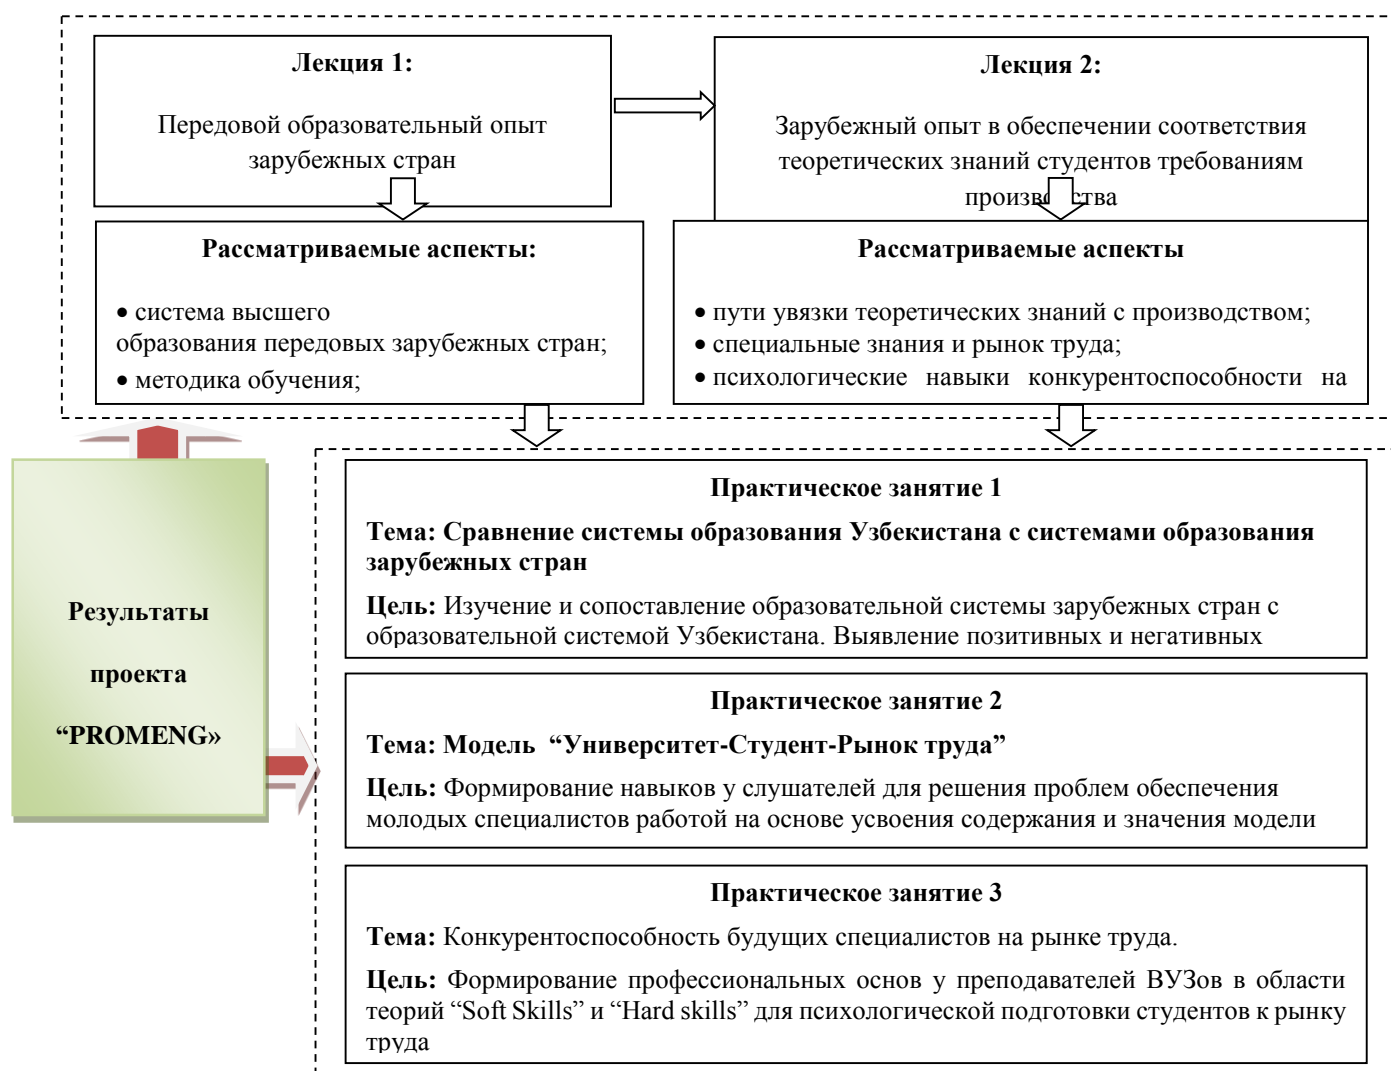 Лекция 1:
Передовой образовательный опыт
зарубежных стран
Лекция 2:
Зарубежный опыт в обеспечении соответствия
теоретических знаний студентов требованиям
производства
Рассматриваемые аспекты:
• система высшего
образования передовых зарубежных стран;
• методика обучения;
Рассматриваемые аспекты
• пути увязки теоретических знаний с производством;
• специальные знания и рынок труда;
• психологические навыки конкурентоспособности на
Результаты
проекта
“PROMENG»
Практическое занятие 1
Тема: Сравнение системы образования Узбекистана с системами образования
зарубежных стран
Цель: Изучение и сопоставление образовательной системы зарубежных стран с
образовательной системой Узбекистана. Выявление позитивных и негативных
Практическое занятие 2
Тема: Модель “Университет-Студент-Рынок труда”
Цель: Формирование навыков у слушателей для решения проблем обеспечения
молодых специалистов работой на основе усвоения содержания и значения модели
Практическое занятие 3
Тема: Конкурентоспособность будущих специалистов на рынке труда.
Цель: Формирование профессиональных основ у преподавателей ВУЗов в области
теорий “Soft Skills” и “Hard skills” для психологической подготовки студентов к рынку
труда